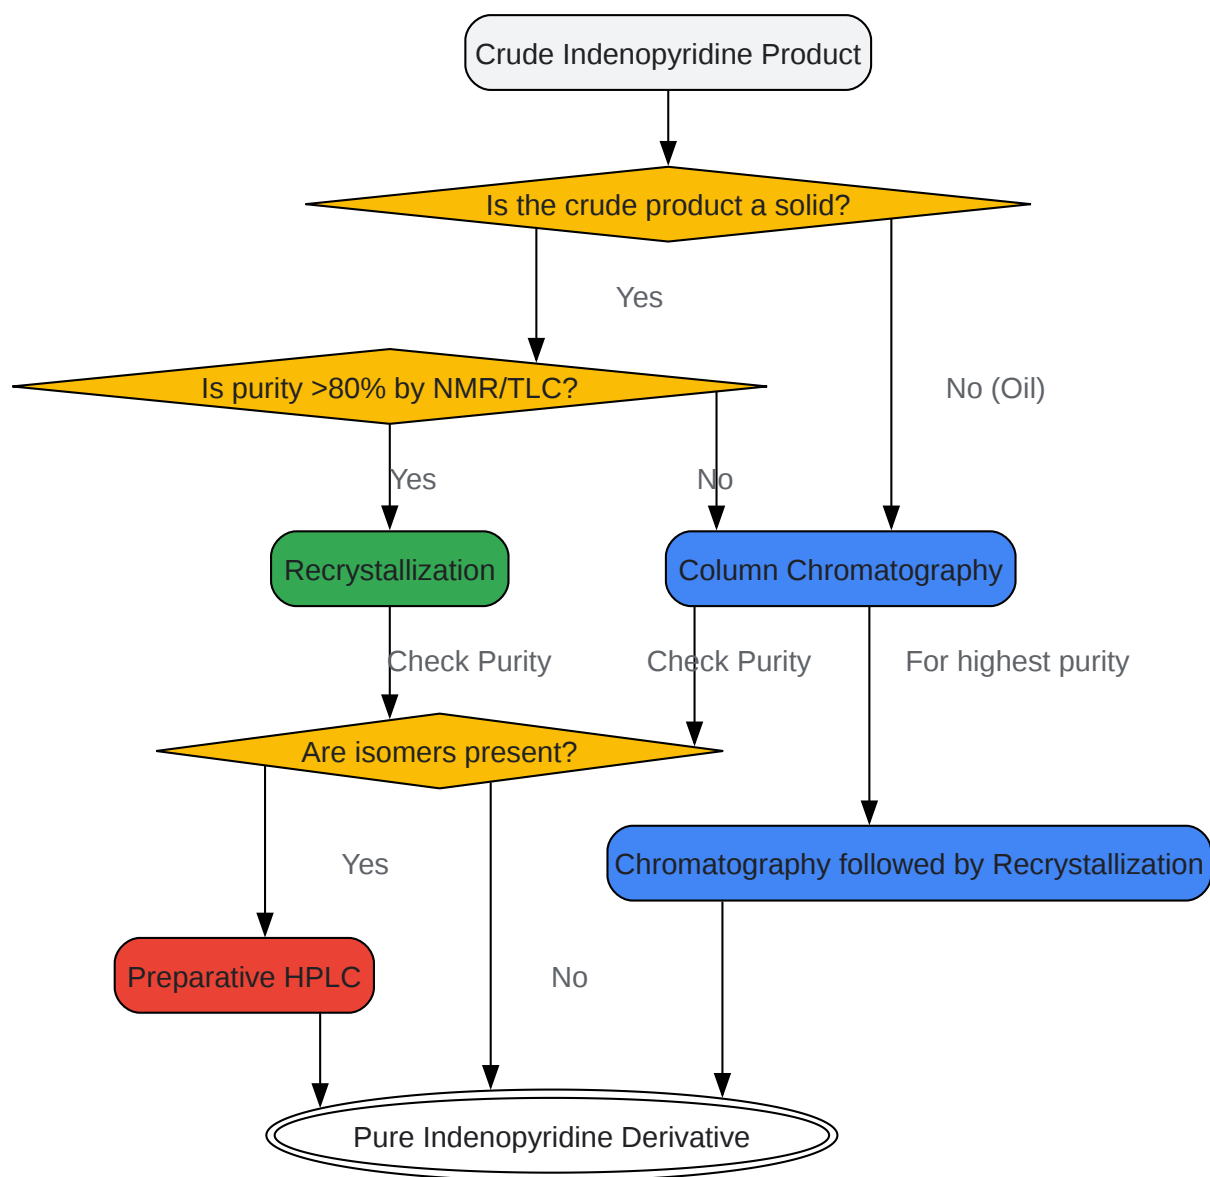 Crude Indenopyridine Product
Is the crude product a solid?
Yes
Is purity >80% by NMR/TLC?
No (Oil)
Yes
No
Recrystallization
Column Chromatography
Check Purity
Check Purity
For highest purity
Are isomers present?
Yes
Chromatography followed by Recrystallization
Preparative HPLC
No
Pure Indenopyridine Derivative